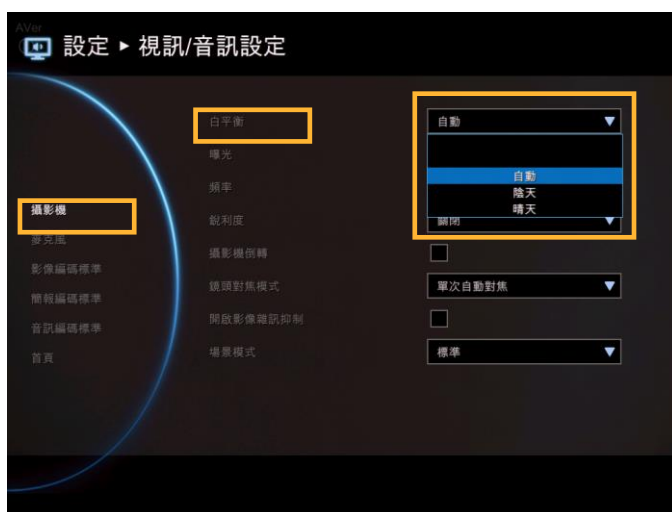 AVer
設定 ▶ 視訊/音訊設定
白平衡
自動
曝光
頻率
自動
陰天
晴天
攝影機
銳利度
關閉
麥克風
攝影機倒轉
影像編碼標準
簡報編碼標準
鏡頭對焦模式
單次自動對焦
音訊編碼標準
開啟影像雜訊抑制
首頁
場景模式
標準